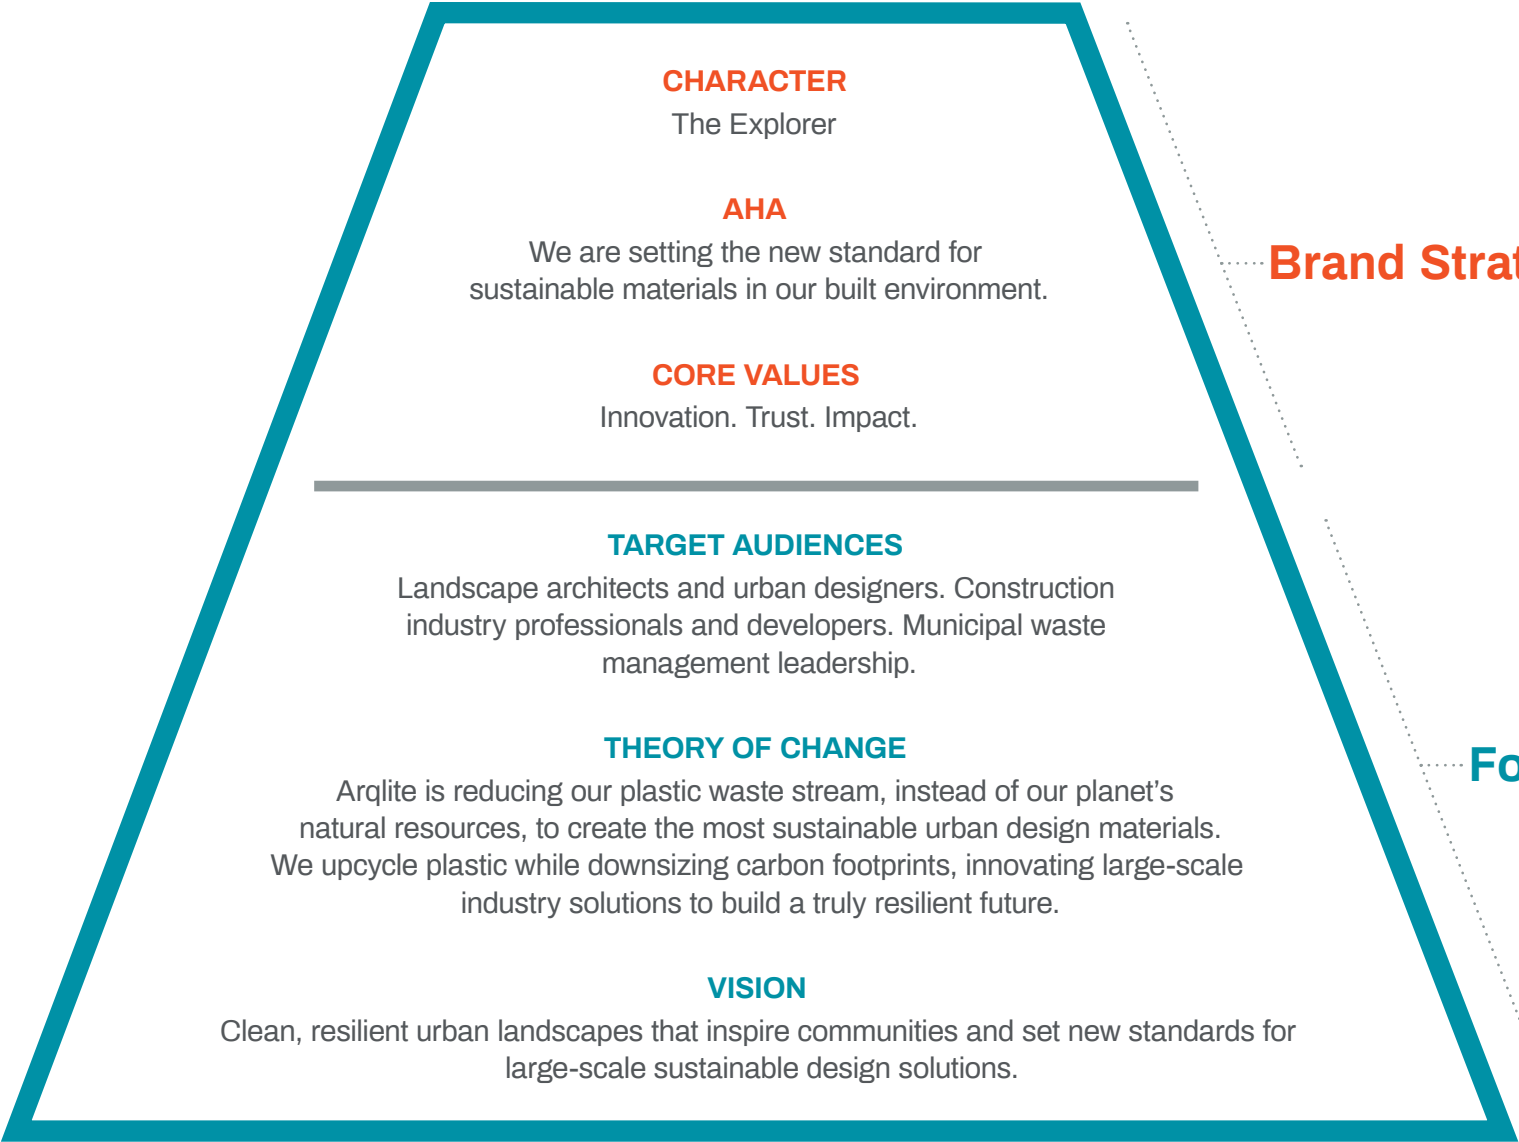 CHARACTER
The Explorer
AHA
We are setting the new standard for
sustainable materials in our built environment.
CORE VALUES
Innovation. Trust. Impact.
Brand Strat
TARGET AUDIENCES
Landscape architects and urban designers. Construction
industry professionals and developers. Municipal waste
management leadership.
THEORY OF CHANGE
Arqlite is reducing our plastic waste stream, instead of our planet’s
natural resources, to create the most sustainable urban design materials.
We upcycle plastic while downsizing carbon footprints, innovating large-scale
industry solutions to build a truly resilient future.
Fo
VISION
Clean, resilient urban landscapes that inspire communities and set new standards for
large-scale sustainable design solutions.